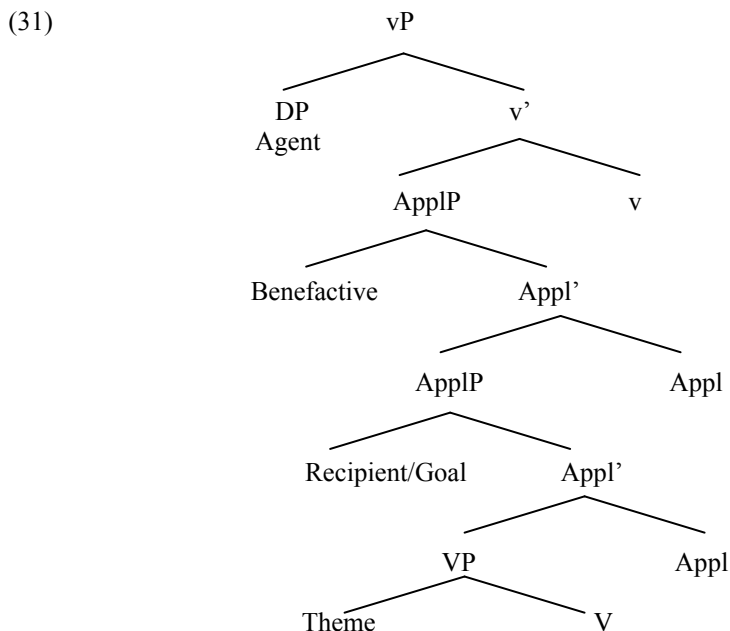 (31) vP
DP v’
Agent
ApplP v
Benefactive Appl’
ApplP Appl
Recipient/Goal Appl’
VP Appl
Theme V